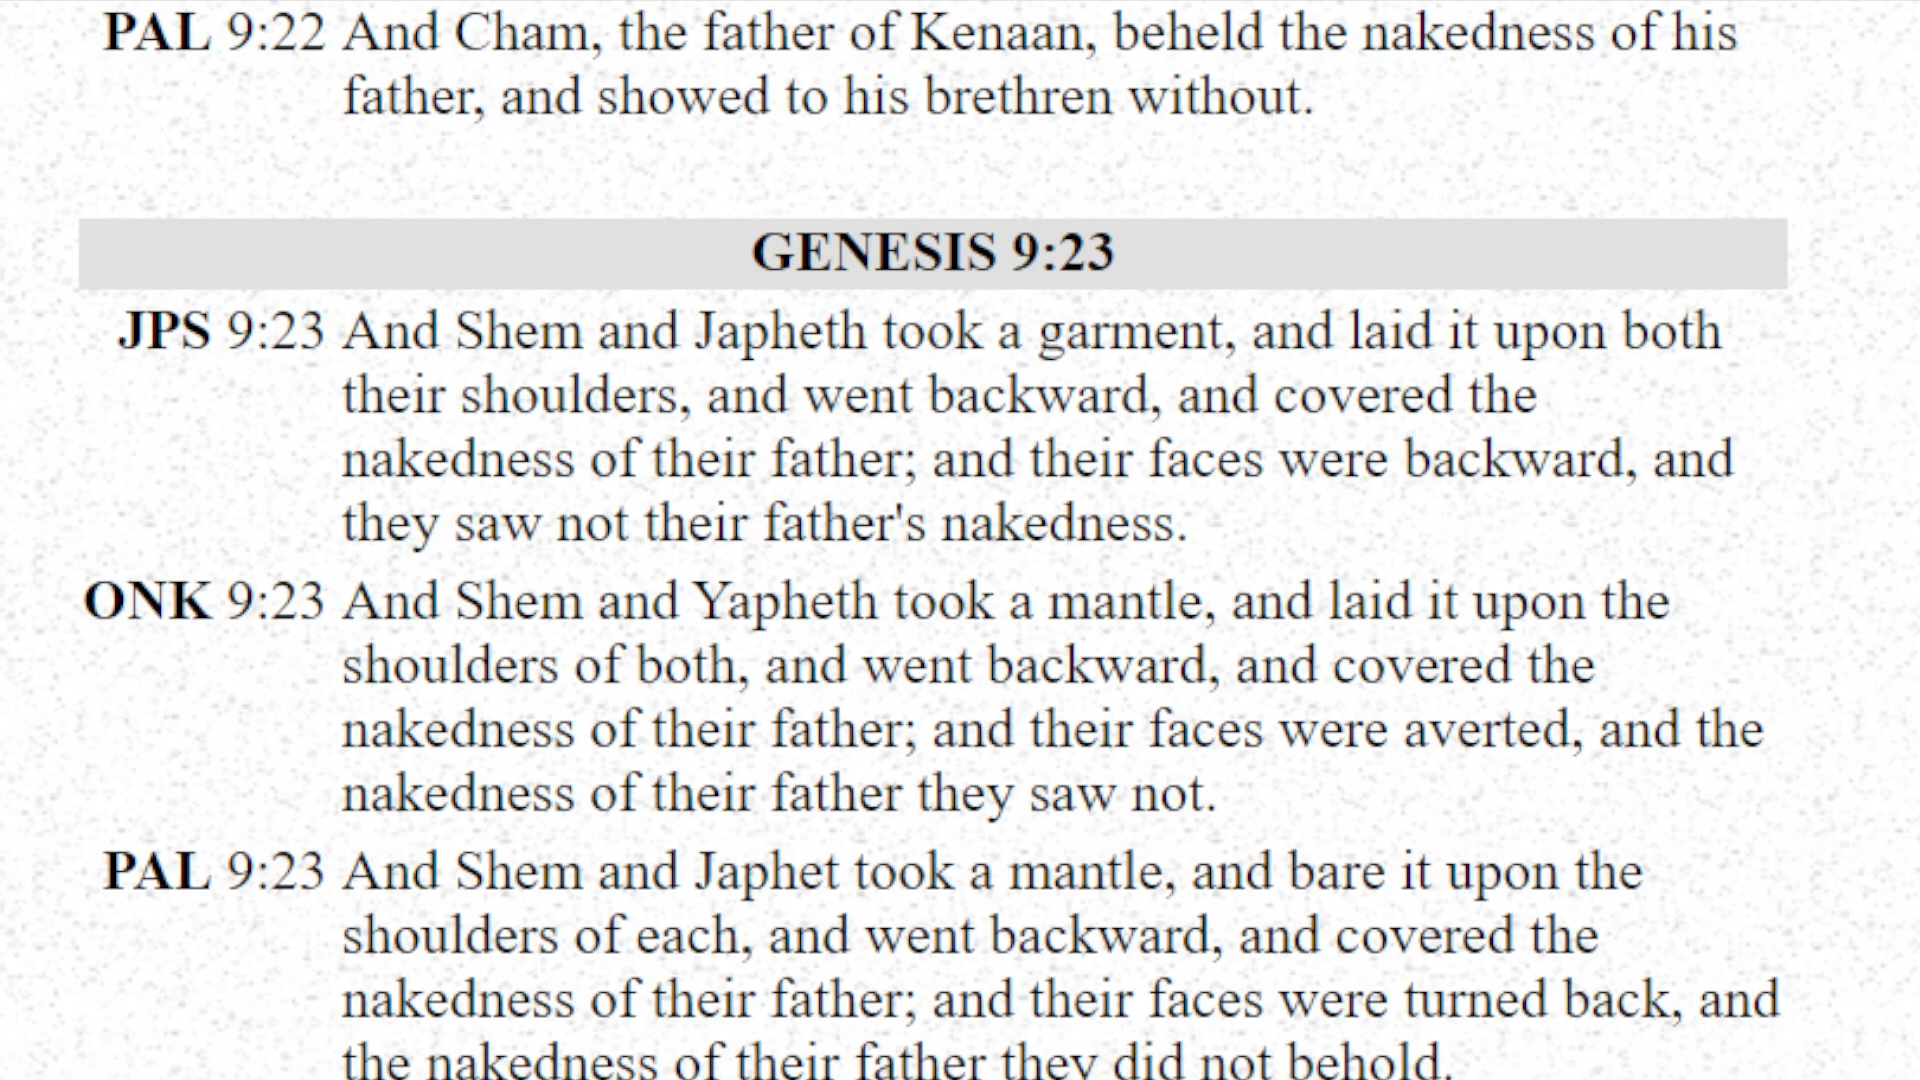 PAL 9:22 And Cham, the father of Kenaan, beheld the nakedness of his
father, and showed to his brethren without.
GENESIS 9:23
JPS 9:23 And Shem and Japheth took a garment, and laid it upon both
their shoulders, and went backward, and covered the
nakedness of their father; and their faces were backward, and
they saw not their father's nakedness.
ONK 9:23 And Shem and Yapheth took a mantle, and laid it upon the
shoulders of both, and went backward, and covered the
nakedness of their father; and their faces were averted, and the
nakedness of their father they saw not.
PAL 9:23 And Shem and Japhet took a mantle, and bare it upon the
shoulders of each, and went backward, and covered the
nakedness of their father; and their faces were turned back, and
the nakedness of their father they did not behold.